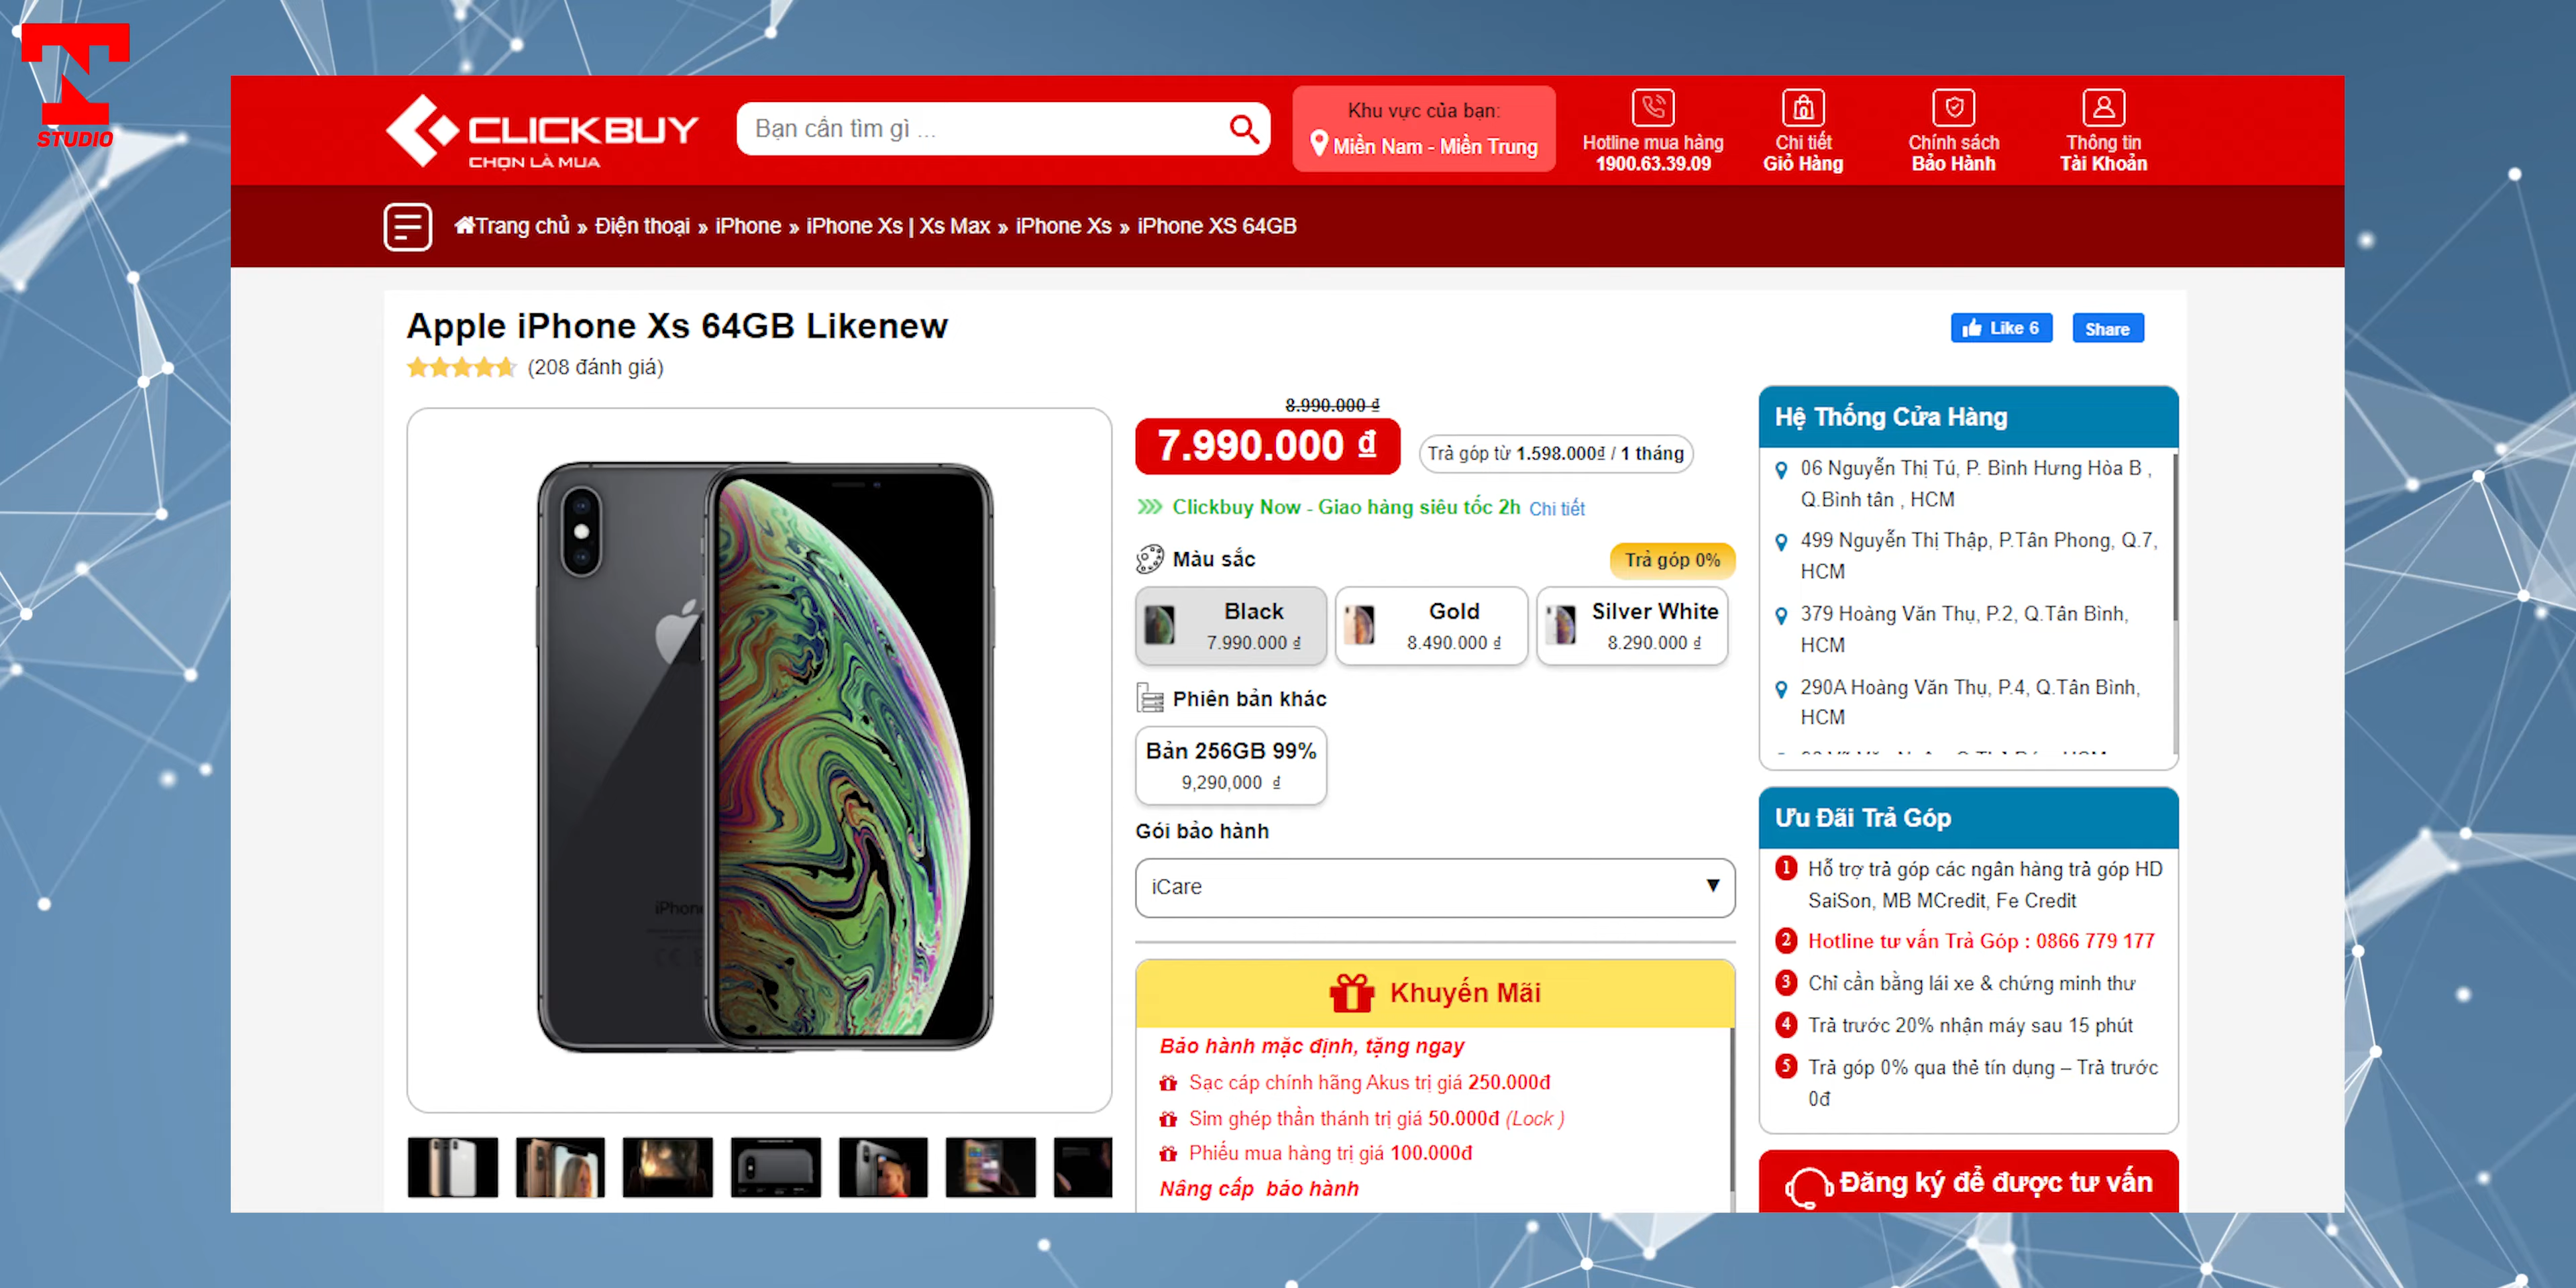 TN
STUDIO
CLICKBUY
CHỌN LÀ MUA
Bạn cần tìm gì ...
Khu vực của bạn:
Miền Nam - Miền Trung
Hotline mua hàng
1900.63.39.09
Chi tiết
Giỏ Hàng
Chính sách
Bảo Hành
Thông tin
Tài Khoản
Trang chủ » Điện thoại » iPhone » iPhone Xs | Xs Max » iPhone Xs » iPhone XS 64GB
Apple iPhone Xs 64GB Likenew
(208 đánh giá)
Like 6
Share
8.990.000 ₫
7.990.000 ₫
Trả góp từ 1.598.000₫ / 1 tháng
Clickbuy Now - Giao hàng siêu tốc 2h Chi tiết
Màu sắc
Trả góp 0%
Black
7.990.000 ₫
Gold
8.490.000 ₫
Silver White
8.290.000 ₫
Phiên bản khác
Bản 256GB 99%
9,290,000 ₫
Gói bảo hành
iCare
Khuyến Mãi
Bảo hành mặc định, tặng ngay
Sạc cáp chính hãng Akus trị giá 250.000đ
Sim ghép thần thánh trị giá 50.000đ (Lock )
Phiếu mua hàng trị giá 100.000đ
Nâng cấp bảo hành
Hệ Thống Cửa Hàng
06 Nguyễn Thị Tú, P. Bình Hưng Hòa B ,
Q.Bình tân , HCM
499 Nguyễn Thị Thập, P.Tân Phong, Q.7,
HCM
379 Hoàng Văn Thụ, P.2, Q.Tân Bình,
HCM
290A Hoàng Văn Thụ, P.4, Q.Tân Bình,
HCM
Ưu Đãi Trả Góp
1 Hỗ trợ trả góp các ngân hàng trả góp HD
SaiSon, MB MCredit, Fe Credit
2 Hotline tư vấn Trả Góp : 0866 779 177
3 Chỉ cần bằng lái xe & chứng minh thư
4 Trả trước 20% nhận máy sau 15 phút
5 Trả góp 0% qua thẻ tín dụng – Trả trước
0đ
Đăng ký để được tư vấn
iPhone